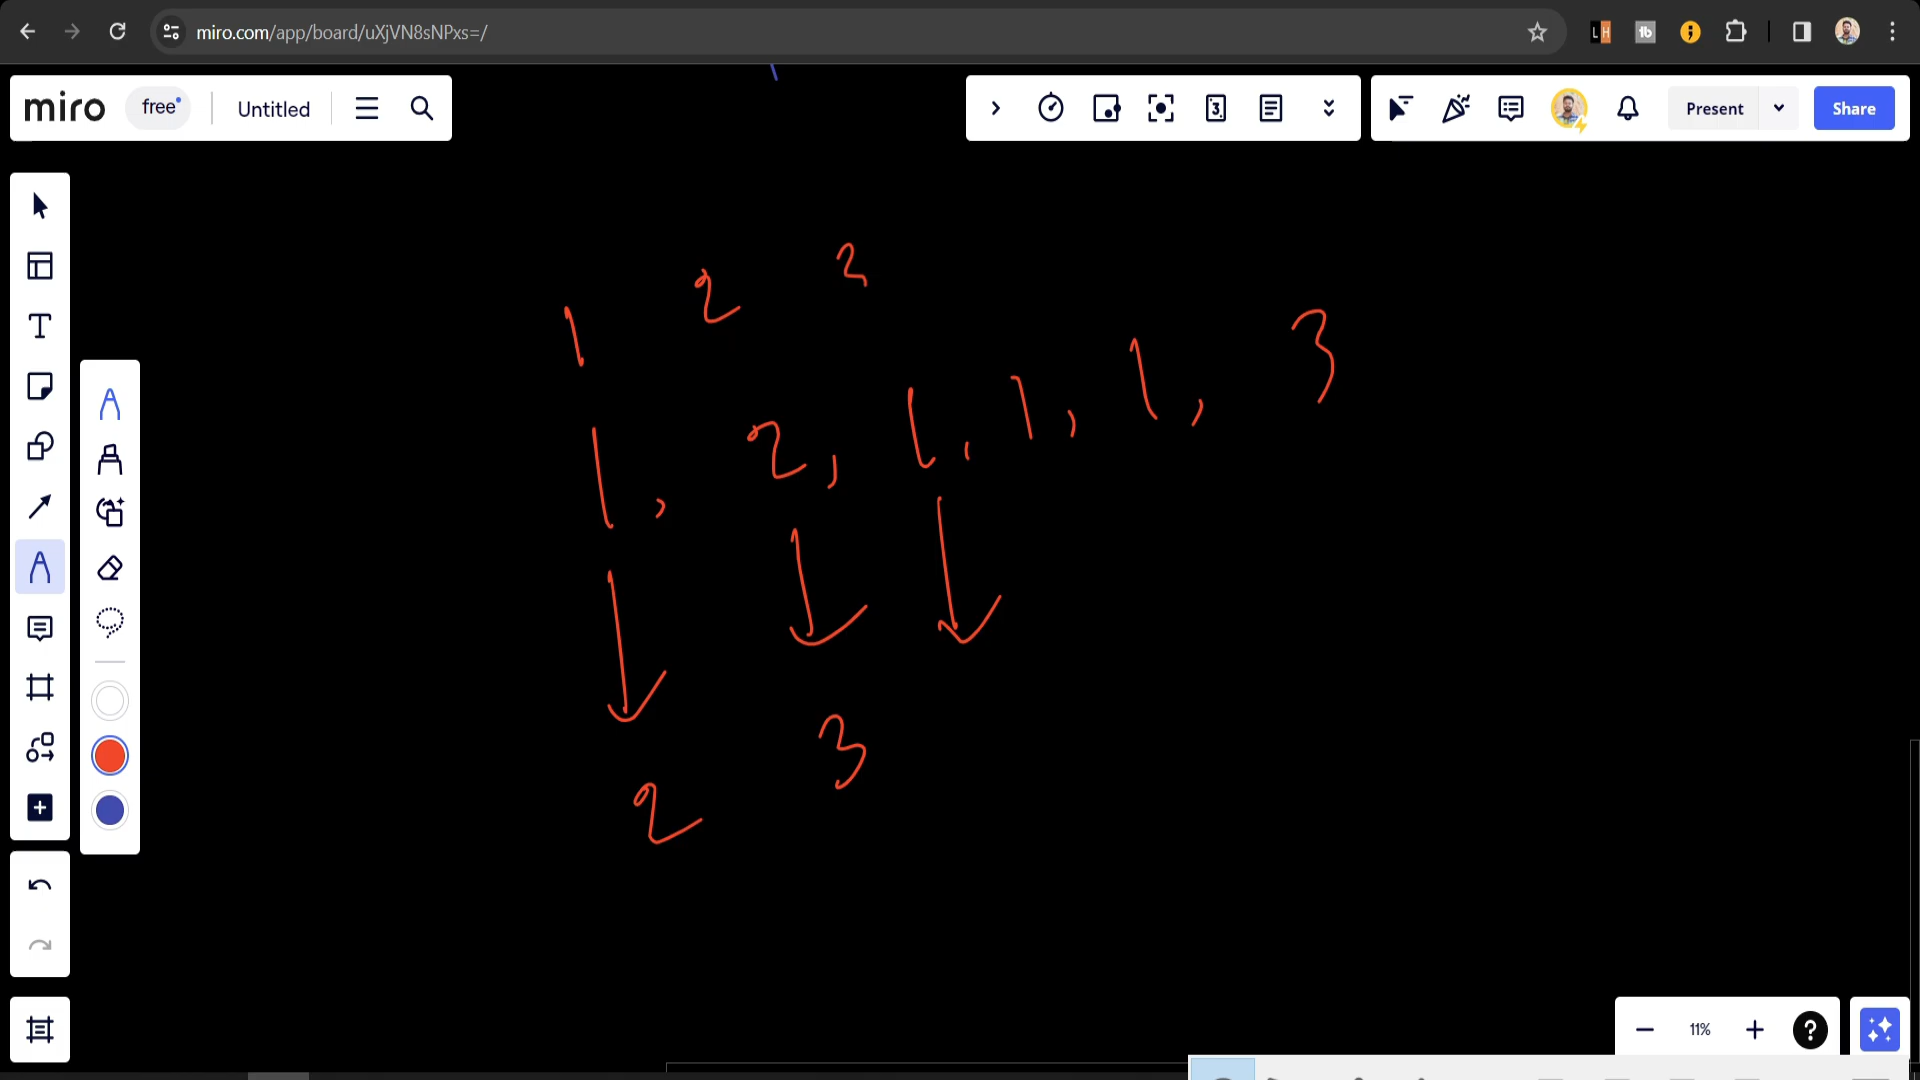 miro.com/app/board/uXjVN8sNPxs=/
miro free Untitled
3
Present Share
1 2 2
1, 2, 1, 1, 1, 3
2 3
11%